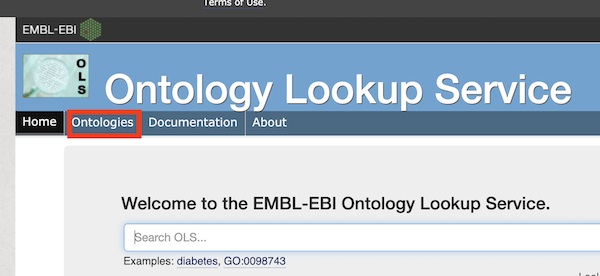 Terms of Use.
EMBL-EBI
OLS
Ontology Lookup Service
Home Ontologies Documentation About
Welcome to the EMBL-EBI Ontology Lookup Service.
Search OLS...
Examples: diabetes, GO:0098743